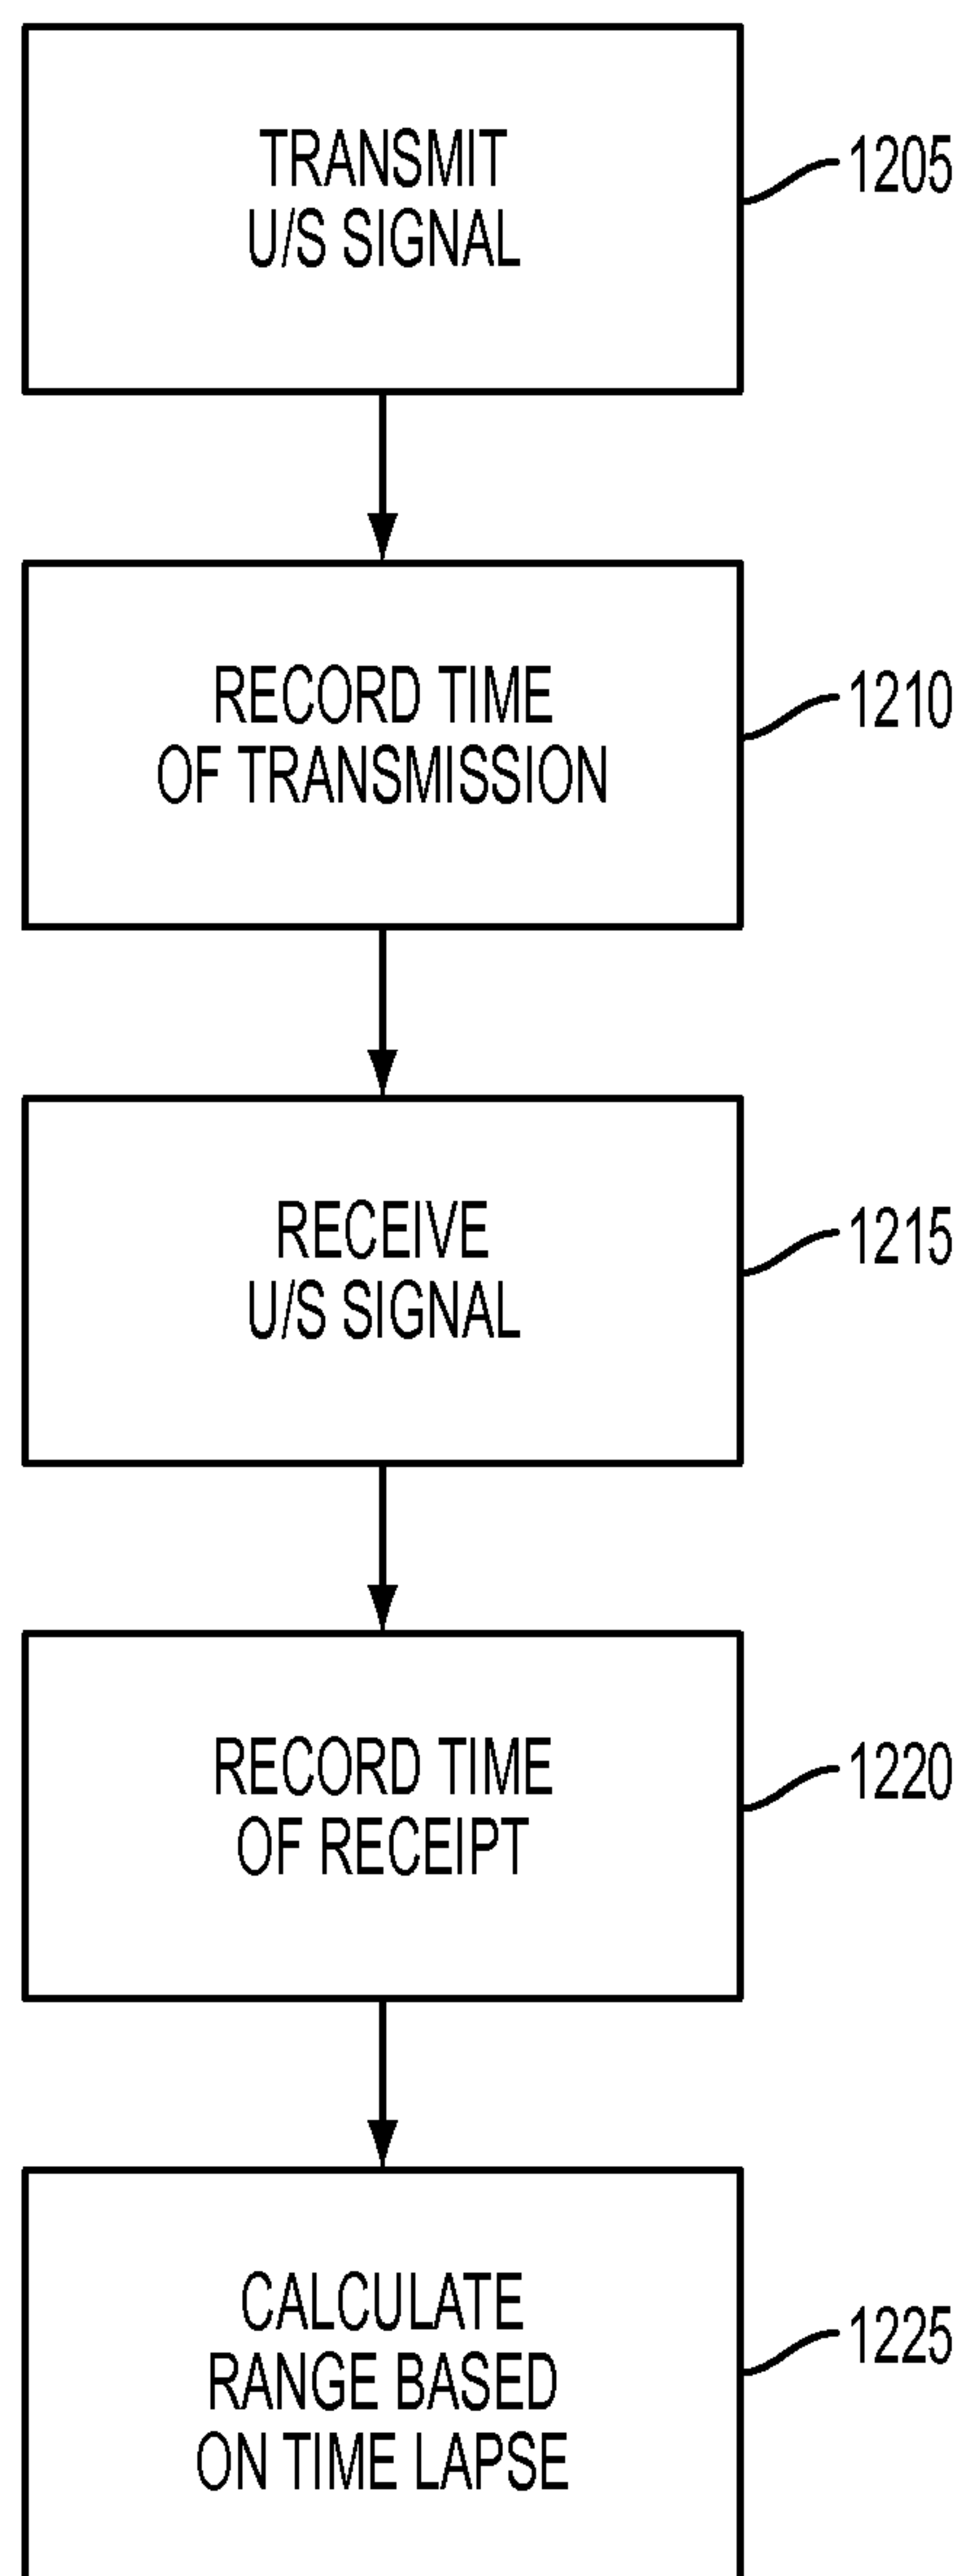 TRANSMIT
U/S SIGNAL
1205
RECORD TIME
OF TRANSMISSION
1210
RECEIVE
U/S SIGNAL
1215
RECORD TIME
OF RECEIPT
1220
CALCULATE
RANGE BASED
ON TIME LAPSE
1225